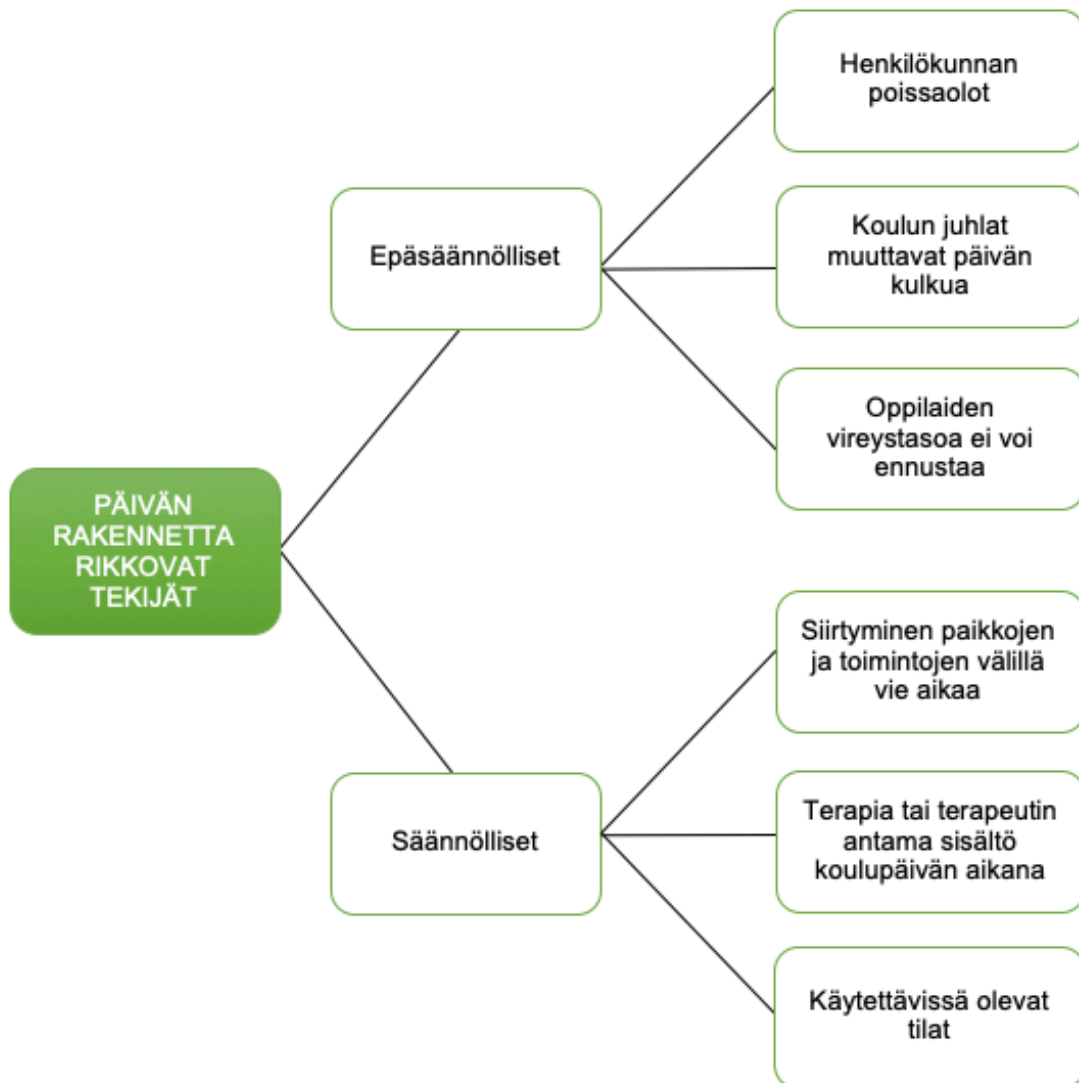 Henkilökunnan
poissaolot
Epäsäännölliset
Koulun juhlat
muuttavat päivän
kulkua
Oppilaiden
vireystasoa ei voi
ennustaa
PÄIVÄN
RAKENNETTA
RIKKOVAT
TEKIJÄT
Siirtyminen paikkojen
ja toimintojen välillä
vie aikaa
Säännölliset
Terapia tai terapeutin
antama sisältö
koulupäivän aikana
Käytettävissä olevat
tilat